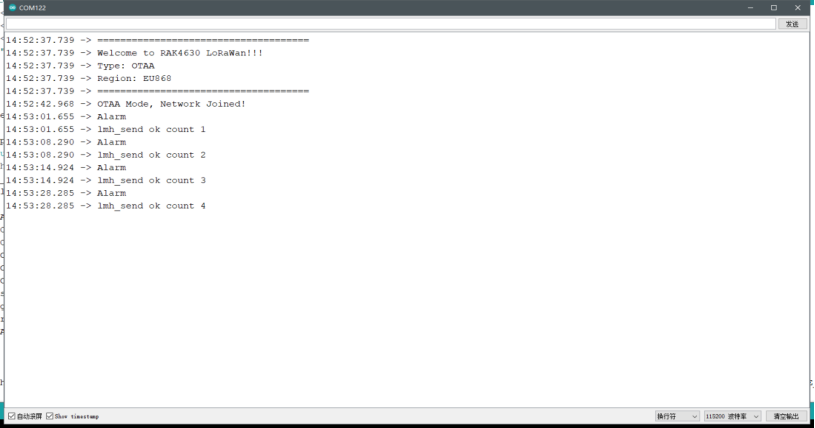 COM122
发送
14:52:37.739 -> =====================================
14:52:37.739 -> Welcome to RAK4630 LoRaWan!!!
14:52:37.739 -> Type: OTAA
14:52:37.739 -> Region: EU868
14:52:37.739 -> =====================================
14:52:42.968 -> OTAA Mode, Network Joined!
14:53:01.655 -> Alarm
14:53:01.655 -> lmh_send ok count 1
14:53:08.290 -> Alarm
14:53:08.290 -> lmh_send ok count 2
14:53:14.924 -> Alarm
14:53:14.924 -> lmh_send ok count 3
14:53:28.285 -> Alarm
14:53:28.285 -> lmh_send ok count 4
自动滚屏 Show timestamp 换行符 115200 波特率 清空输出